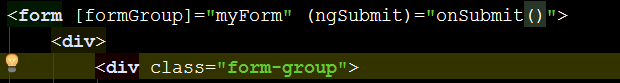 <form [formGroup]="myForm" (ngSubmit)="onSubmit()">
<div>
<div class="form-group">